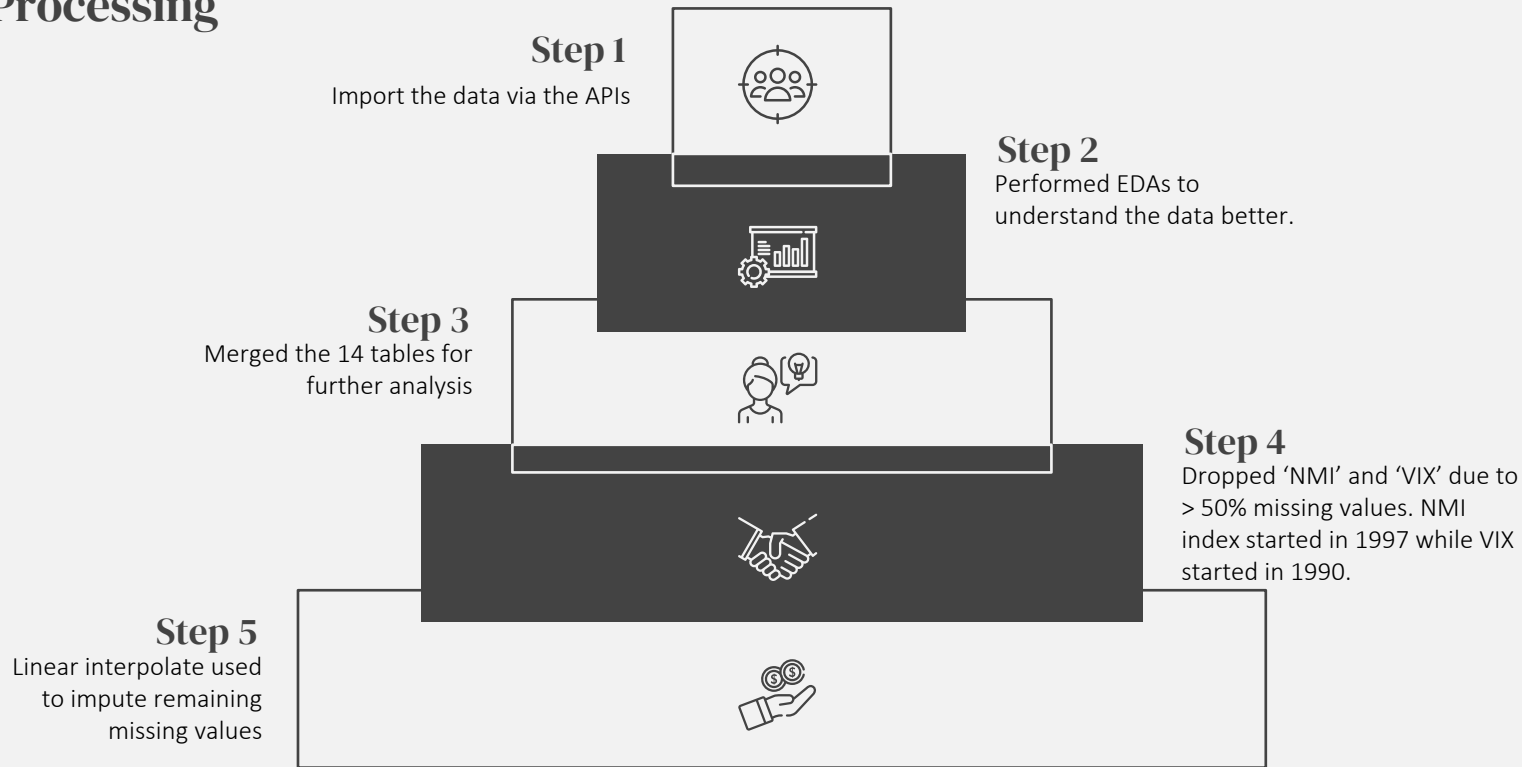 Processing
Step 1
Import the data via the APIs
Step 2
Performed EDAs to
understand the data better.
Step 3
Merged the 14 tables for
further analysis
Step 4
Dropped ‘NMI’ and ‘VIX’ due to
> 50% missing values. NMI
index started in 1997 while VIX
started in 1990.
Step 5
Linear interpolate used
to impute remaining
missing values